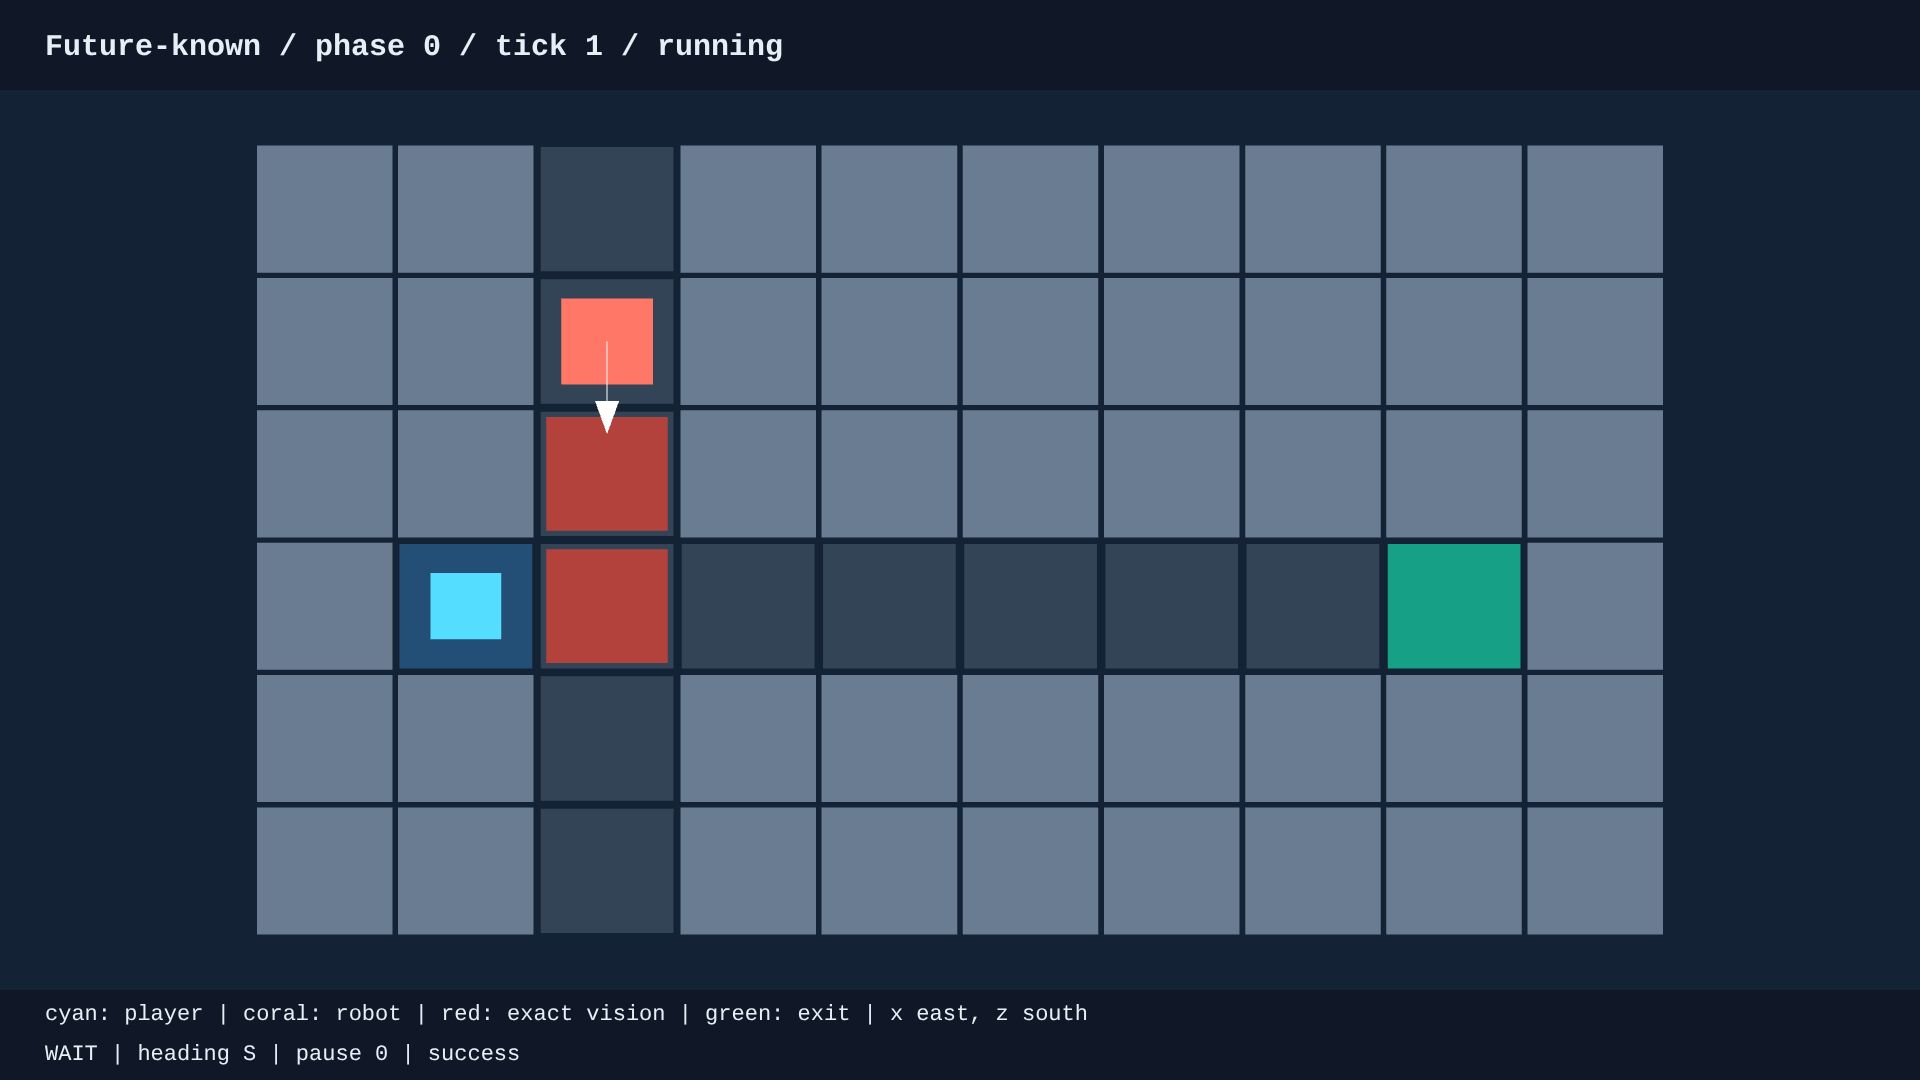 Future-known / phase 0 / tick 1 / running
cyan: player | coral: robot | red: exact vision | green: exit | x east, z south
WAIT | heading S | pause 0 | success